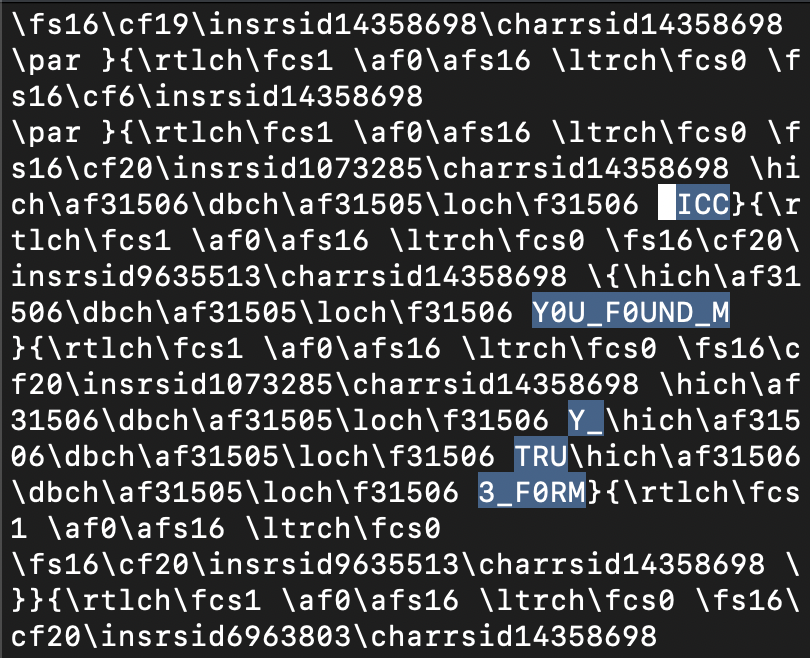 \fs16\cf19\insrsid14358698\charrsid14358698
\par }{\rtlch\fcs1 \af0\afs16 \ltrch\fcs0 \f
s16\cf6\insrsid14358698
\par }{\rtlch\fcs1 \af0\afs16 \ltrch\fcs0 \f
s16\cf20\insrsid1073285\charrsid14358698 \hi
ch\af31506\dbch\af31505\loch\f31506  ICC}{\r
tlch\fcs1 \af0\afs16 \ltrch\fcs0 \fs16\cf20\
insrsid9635513\charrsid14358698 \{\hich\af31
506\dbch\af31505\loch\f31506 Y0U_F0UND_M
}{\rtlch\fcs1 \af0\afs16 \ltrch\fcs0 \fs16\c
f20\insrsid1073285\charrsid14358698 \hich\af
31506\dbch\af31505\loch\f31506 Y_\hich\af315
06\dbch\af31505\loch\f31506 TRU\hich\af31506
\dbch\af31505\loch\f31506 3_F0RM}{\rtlch\fcs
1 \af0\afs16 \ltrch\fcs0
\fs16\cf20\insrsid9635513\charrsid14358698 \
}}{\rtlch\fcs1 \af0\afs16 \ltrch\fcs0 \fs16\
cf20\insrsid6963803\charrsid14358698